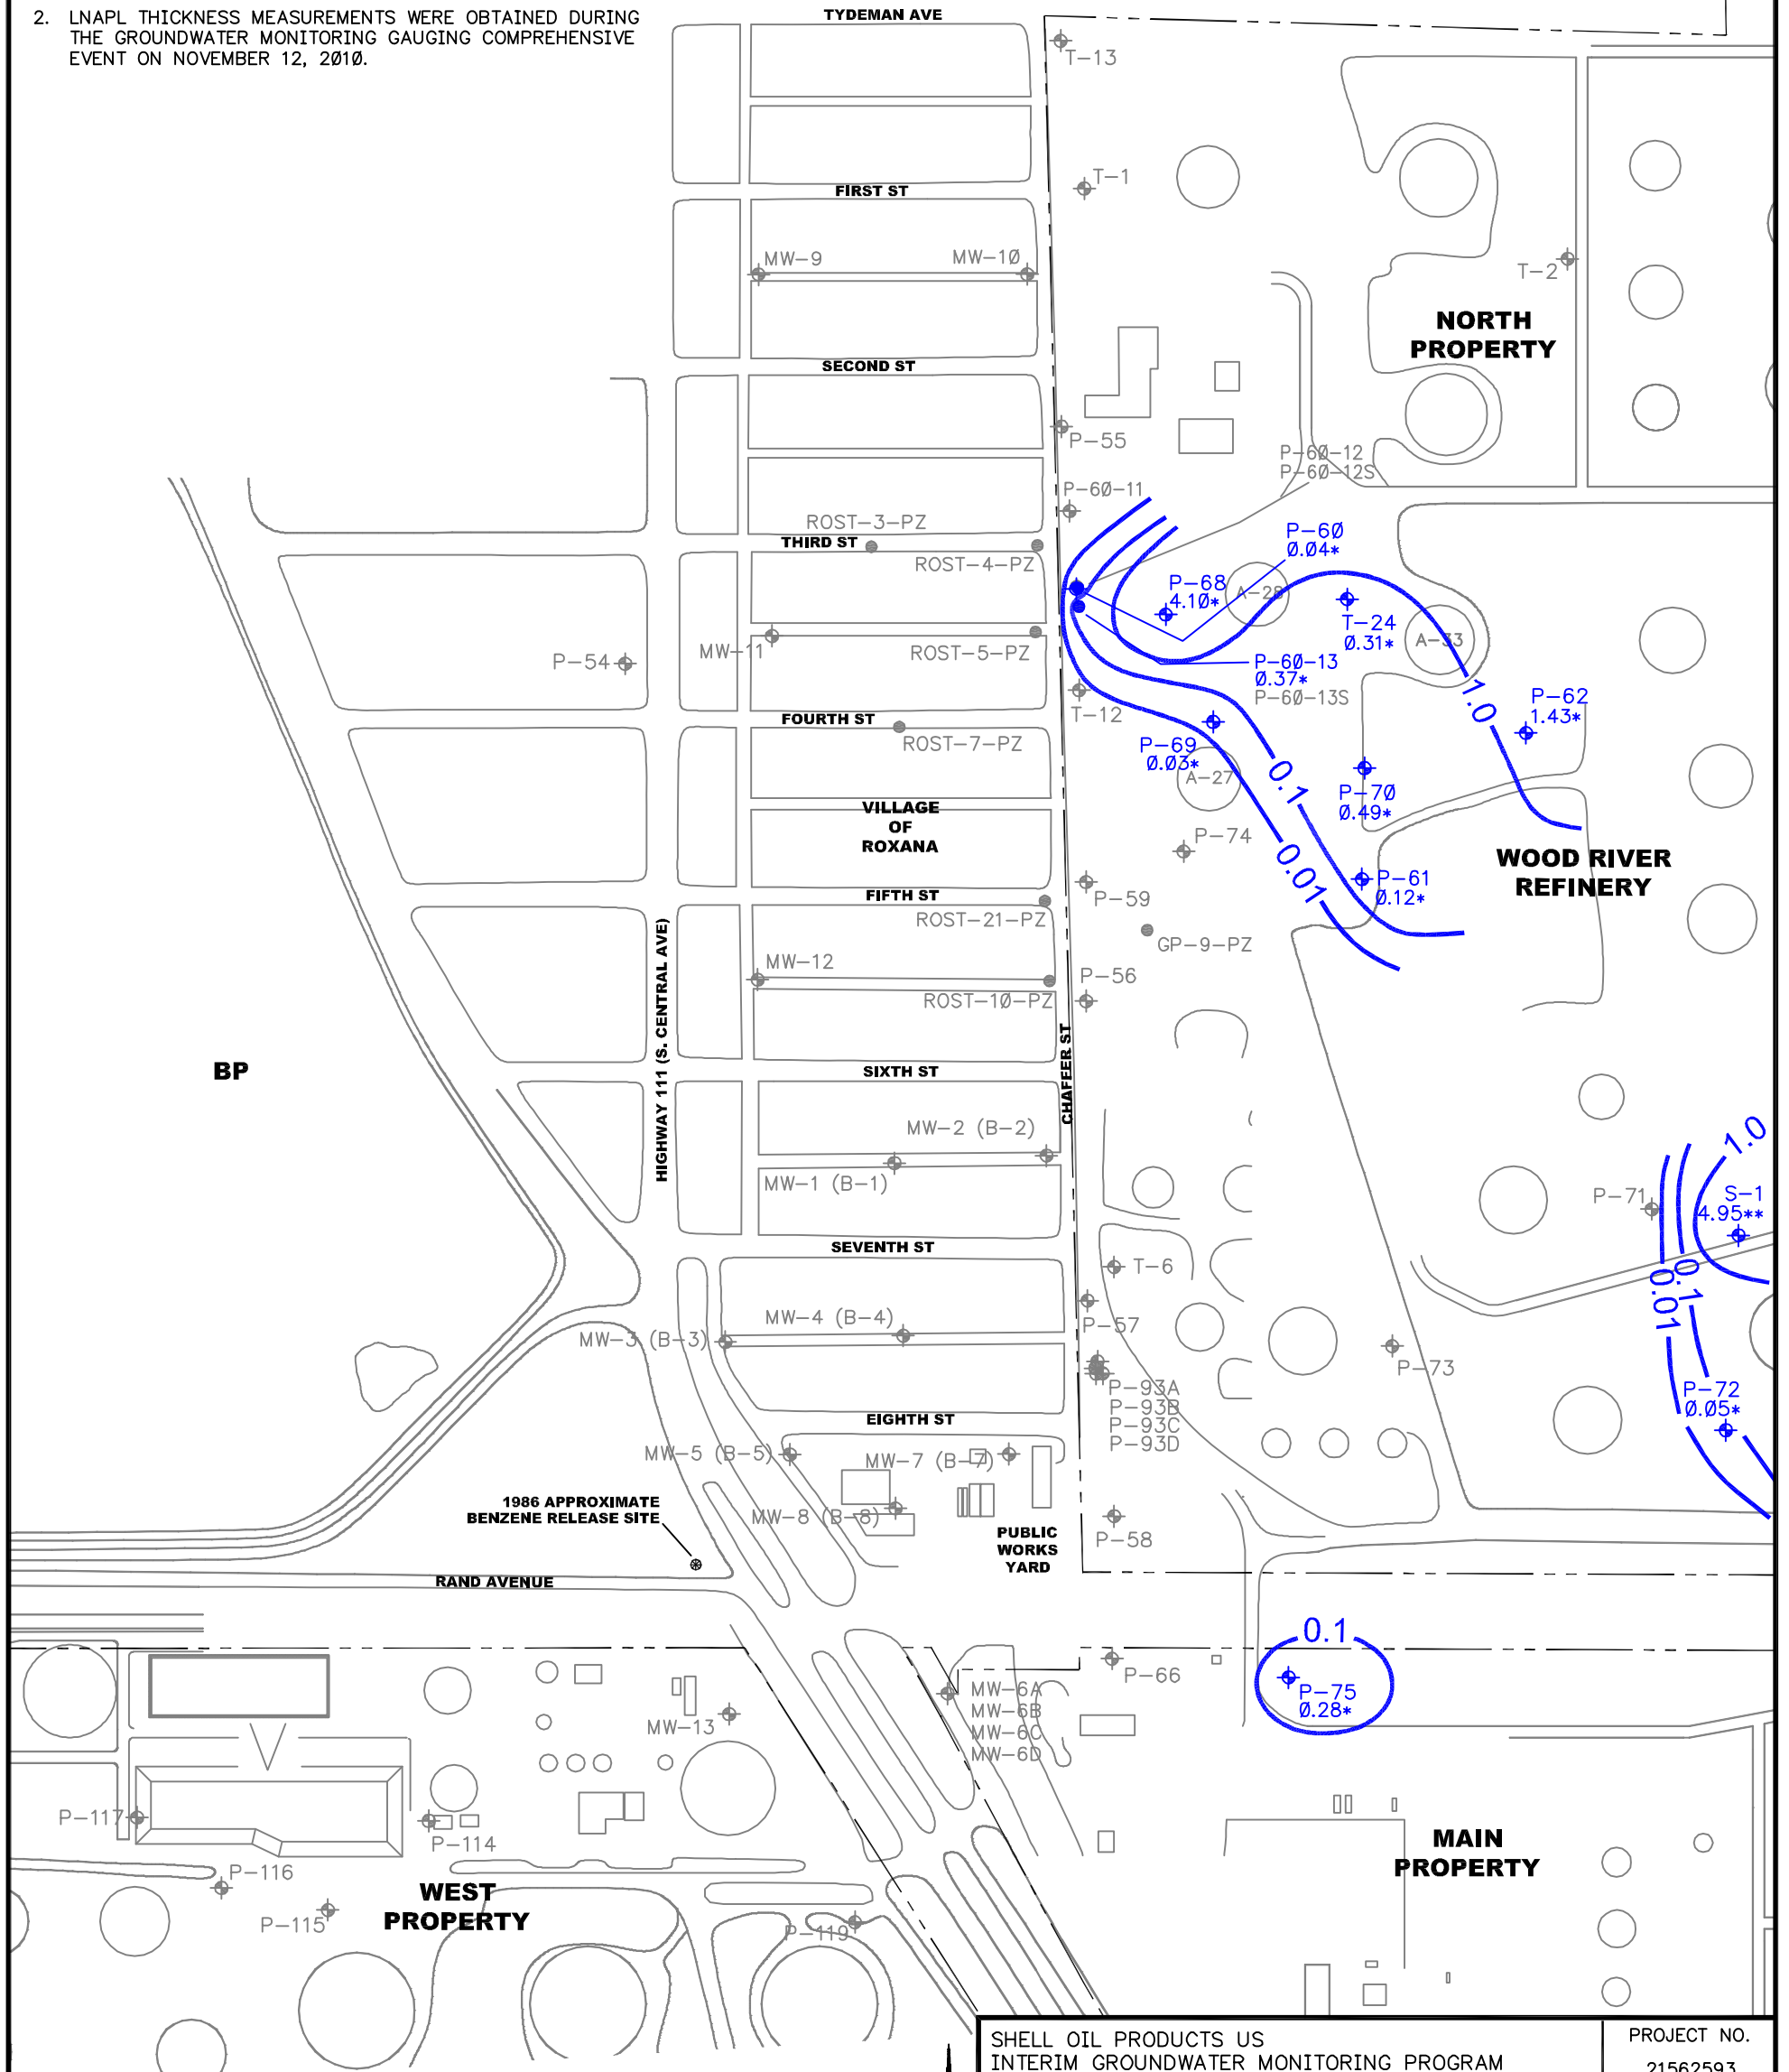 2. LNAPL THICKNESS MEASUREMENTS WERE OBTAINED DURING
THE GROUNDWATER MONITORING GAUGING COMPREHENSIVE
EVENT ON NOVEMBER 12, 2010.
TYDEMAN AVE
T-13
T-1
FIRST ST
MW-9
MW-10
T-2
NORTH
PROPERTY
SECOND ST
P-55
P-60-12
P-60-12S
P-60-11
ROST-3-PZ
THIRD ST
ROST-4-PZ
P-60
0.04*
P-68
4.10*
A-28
T-24
0.31*
A-33
MW-11
ROST-5-PZ
P-54
P-60-13
0.37*
P-60-13S
1.0
P-62
1.43*
T-12
FOURTH ST
ROST-7-PZ
P-69
0.03*
A-27
0.1
P-70
0.49*
VILLAGE
OF
ROXANA
P-74
0.01
WOOD RIVER
REFINERY
P-61
0.12*
FIFTH ST
P-59
ROST-21-PZ
GP-9-PZ
MW-12
P-56
ROST-10-PZ
HIGHWAY 111 (S. CENTRAL AVE)
CHAFFER ST
BP
SIXTH ST
MW-2 (B-2)
MW-1 (B-1)
1.0
P-71
S-1
4.95**
SEVENTH ST
T-6
0.1
0.01
MW-4 (B-4)
P-57
MW-3 (B-3)
P-73
P-93A
P-93B
P-93C
P-93D
P-72
0.05*
EIGHTH ST
MW-5 (B-5)
MW-7 (B-7)
1986 APPROXIMATE
BENZENE RELEASE SITE
MW-8 (B-8)
PUBLIC
WORKS
YARD
P-58
RAND AVENUE
0.1
P-66
P-75
0.28*
MW-6A
MW-6B
MW-6C
MW-6D
MW-13
P-117
P-114
MAIN
PROPERTY
P-116
WEST
PROPERTY
P-115
P-119
SHELL OIL PRODUCTS US
INTERIM GROUNDWATER MONITORING PROGRAM
PROJECT NO.
21562593